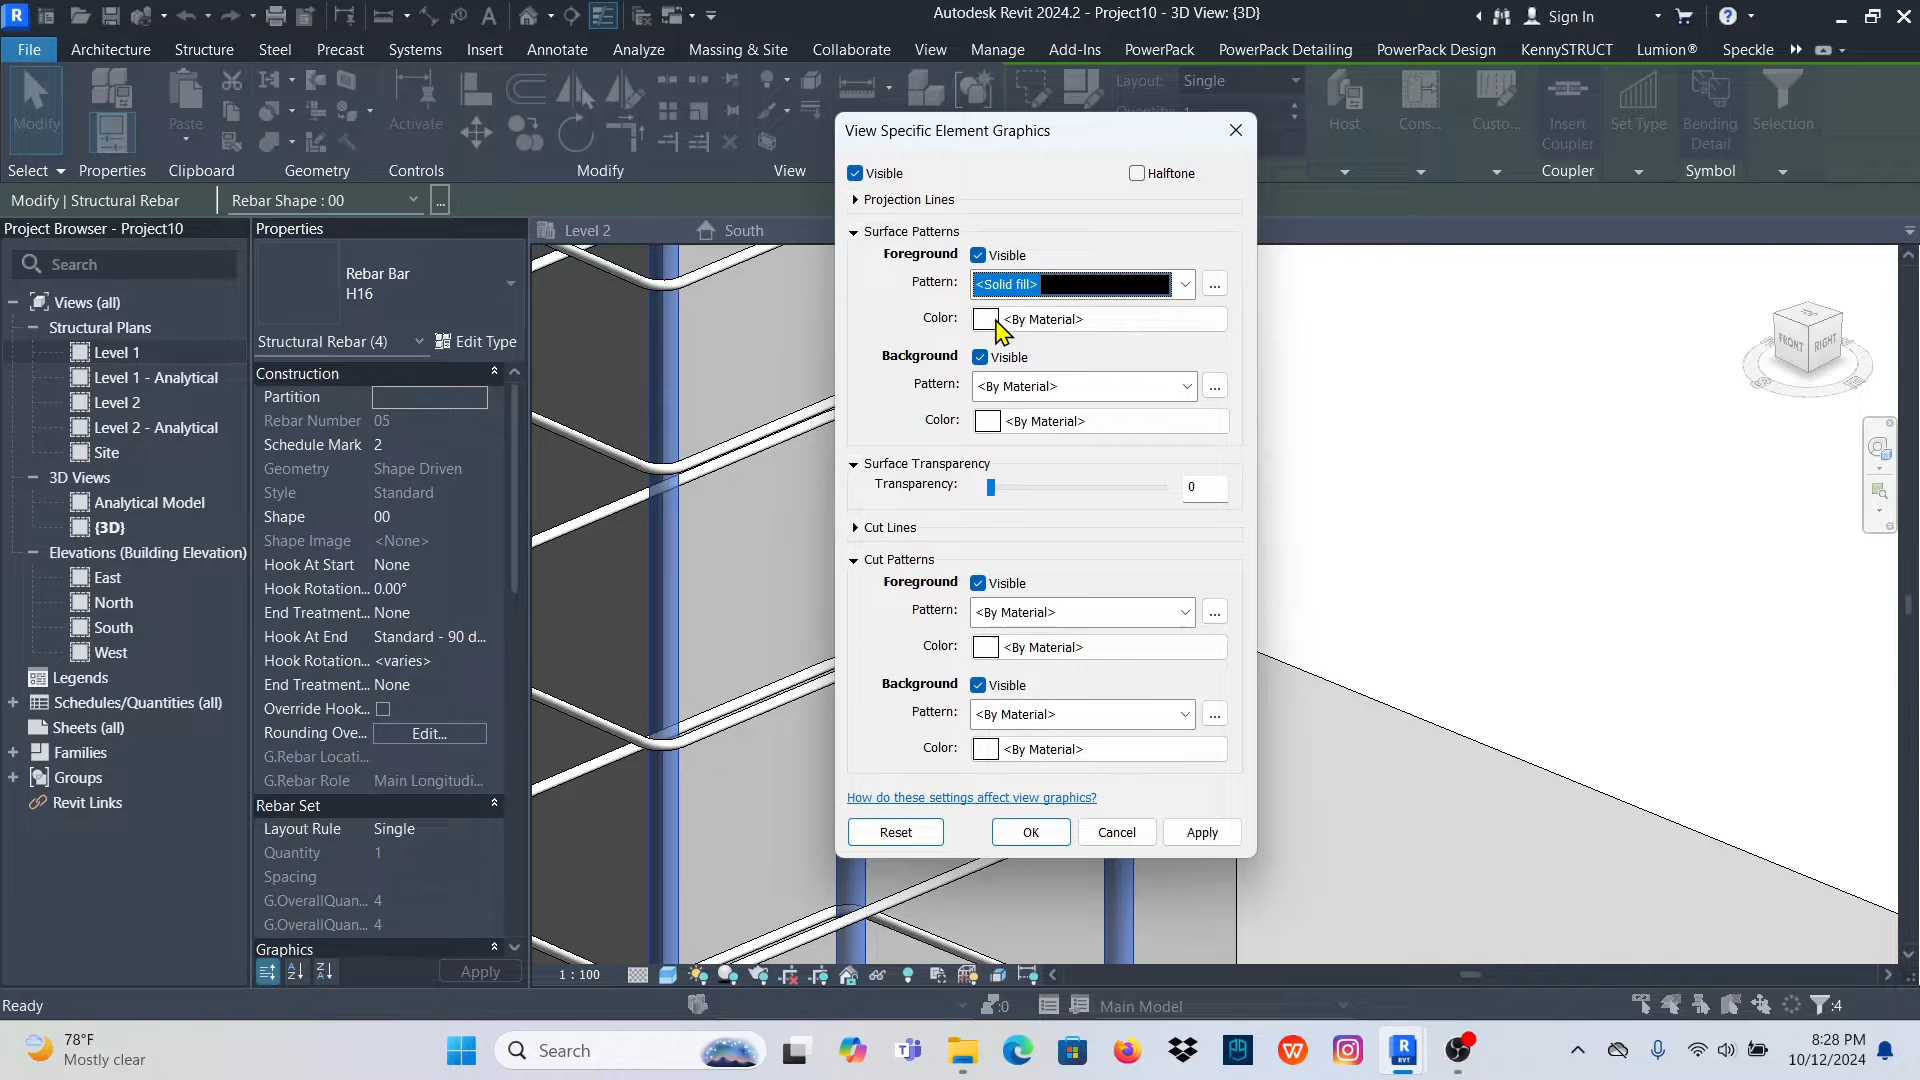 Autodesk Revit 2024.2 - Project10 - 3D View: {3D}
Sign In
File Architecture Structure Steel Precast Systems Insert Annotate Analyze Massing & Site Collaborate View Manage Add-Ins PowerPack PowerPack Detailing PowerPack Design KennySTRUCT Lumion® Speckle
Modify
Paste
Activate
Layout: Single
Quantity: 1
Host
Cons...
Custo...
Insert Coupler
Set Type
Bending Detail
Selection
Select Properties Clipboard Geometry Controls Modify View Coupler Symbol
Modify | Structural Rebar
Rebar Shape : 00
...
Project Browser - Project10
Search
Views (all)
Structural Plans
Level 1
Level 1 - Analytical
Level 2
Level 2 - Analytical
Site
3D Views
Analytical Model
{3D}
Elevations (Building Elevation)
East
North
South
West
Legends
Schedules/Quantities (all)
Sheets (all)
Families
Groups
Revit Links
Properties
Rebar Bar
H16
Structural Rebar (4)
Edit Type
Construction
Partition
Rebar Number 05
Schedule Mark 2
Geometry Shape Driven
Style Standard
Shape 00
Shape Image <None>
Hook At Start None
Hook Rotation... 0.00°
End Treatment... None
Hook At End Standard - 90 d...
Hook Rotation... <varies>
End Treatment... None
Override Hook...
Rounding Ove... Edit...
G.Rebar Locati...
G.Rebar Role Main Longitudi...
Rebar Set
Layout Rule Single
Quantity 1
Spacing
G.OverallQuan... 4
G.OverallQuan... 4
Graphics
Apply
Level 2
South
View Specific Element Graphics
Visible
Halftone
Projection Lines
Surface Patterns
Foreground Visible
Pattern: <Solid fill> ...
Color: <By Material>
Background Visible
Pattern: <By Material> ...
Color: <By Material>
Surface Transparency
Transparency: 0
Cut Lines
Cut Patterns
Foreground Visible
Pattern: <By Material> ...
Color: <By Material>
Background Visible
Pattern: <By Material> ...
Color: <By Material>
How do these settings affect view graphics?
Reset OK Cancel Apply
TOP
FRONT
RIGHT
1 : 100
Ready
:0
Main Model
:4
78°F
Mostly clear
Search
8:28 PM
10/12/2024